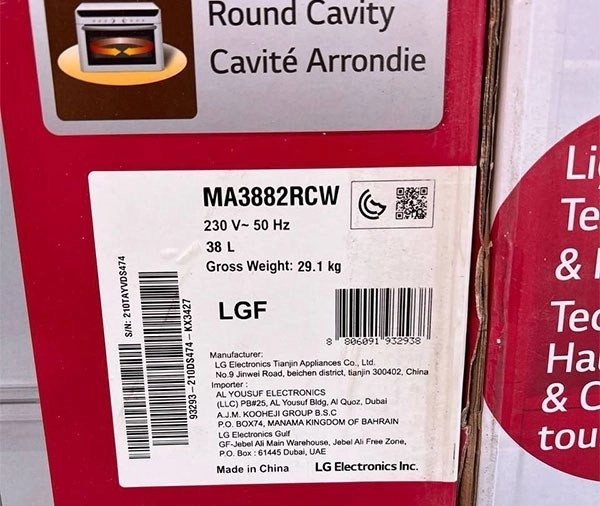 Round Cavity
Cavité Arrondie
MA3882RCW
230 V~ 50 Hz
38 L
Gross Weight: 29.1 kg
LGF
8 806091 932938
S/N: 210TAYVDS474
93293-210DS474-KX3427
Manufacturer:
LG Electronics Tianjin Appliances Co., Ltd.
No.9 Jinwei Road, beichen district, tianjin 300402, China
Importer :
AL YOUSUF ELECTRONICS
(LLC) PB#25, AL Yousuf Bldg, Al Quoz, Dubai
A.J.M. KOOHEJI GROUP B.S.C
P.O. BOX74, MANAMA KINGDOM OF BAHRAIN
LG Electronics Gulf
GF-Jebel Ali Main Warehouse, Jebel Ali Free Zone,
P.O. Box : 61445 Dubai, UAE
Made in China LG Electronics Inc.
Te
&
Tec
Ha
& C
tou